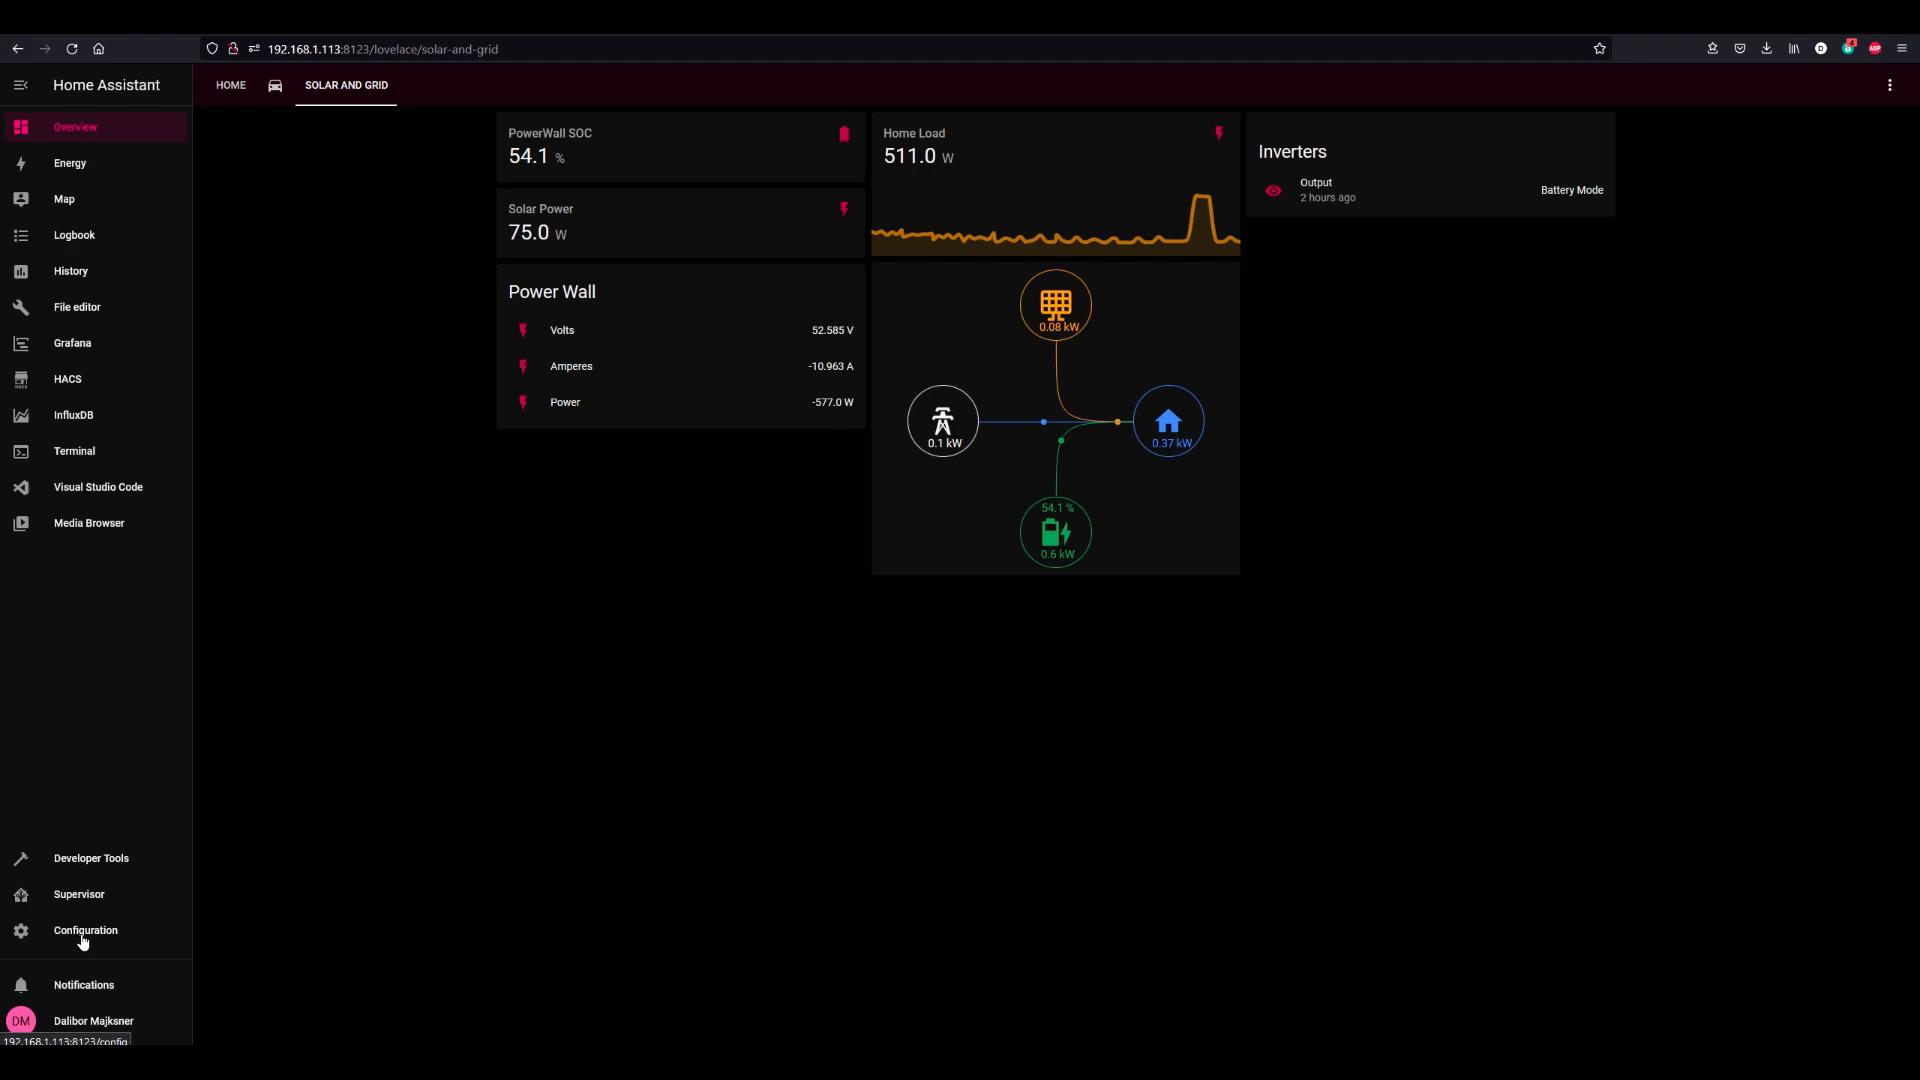 192.168.1.113:8123/lovelace/solar-and-grid
4
ABP
Home Assistant
HOME
SOLAR AND GRID
Overview
Energy
Map
Logbook
History
File editor
Grafana
HACS
InfluxDB
Terminal
Visual Studio Code
Media Browser
Developer Tools
Supervisor
Configuration
Notifications
DM
Dalibor Majksner
192.168.1.113:8123/config
PowerWall SOC
54.1 %
Solar Power
75.0 W
Power Wall
Volts
52.585 V
Amperes
-10.963 A
Power
-577.0 W
Home Load
511.0 W
0.08 kW
0.1 kW
0.37 kW
54.1 %
0.6 kW
Inverters
Output
2 hours ago
Battery Mode